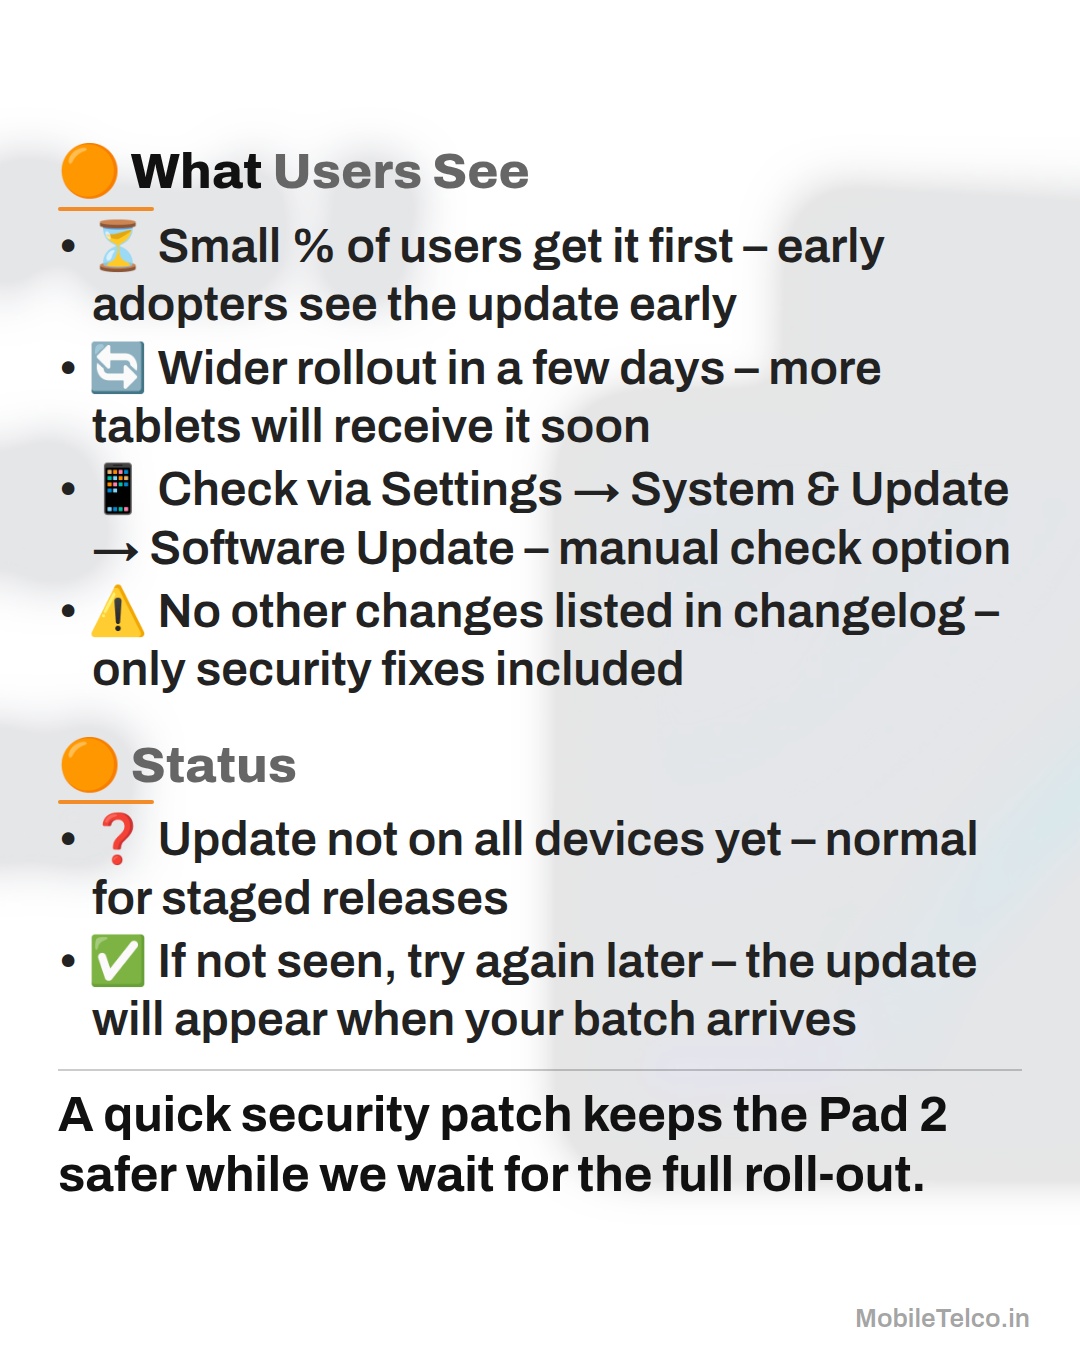 🟠 What Users See
• ⏳ Small % of users get it first – early
adopters see the update early
• 🔄 Wider rollout in a few days – more
tablets will receive it soon
• 📱 Check via Settings → System & Update
→ Software Update – manual check option
• ⚠️ No other changes listed in changelog –
only security fixes included
🟠 Status
• ❓ Update not on all devices yet – normal
for staged releases
• ✅ If not seen, try again later – the update
will appear when your batch arrives
A quick security patch keeps the Pad 2
safer while we wait for the full roll-out.
MobileTelco.in